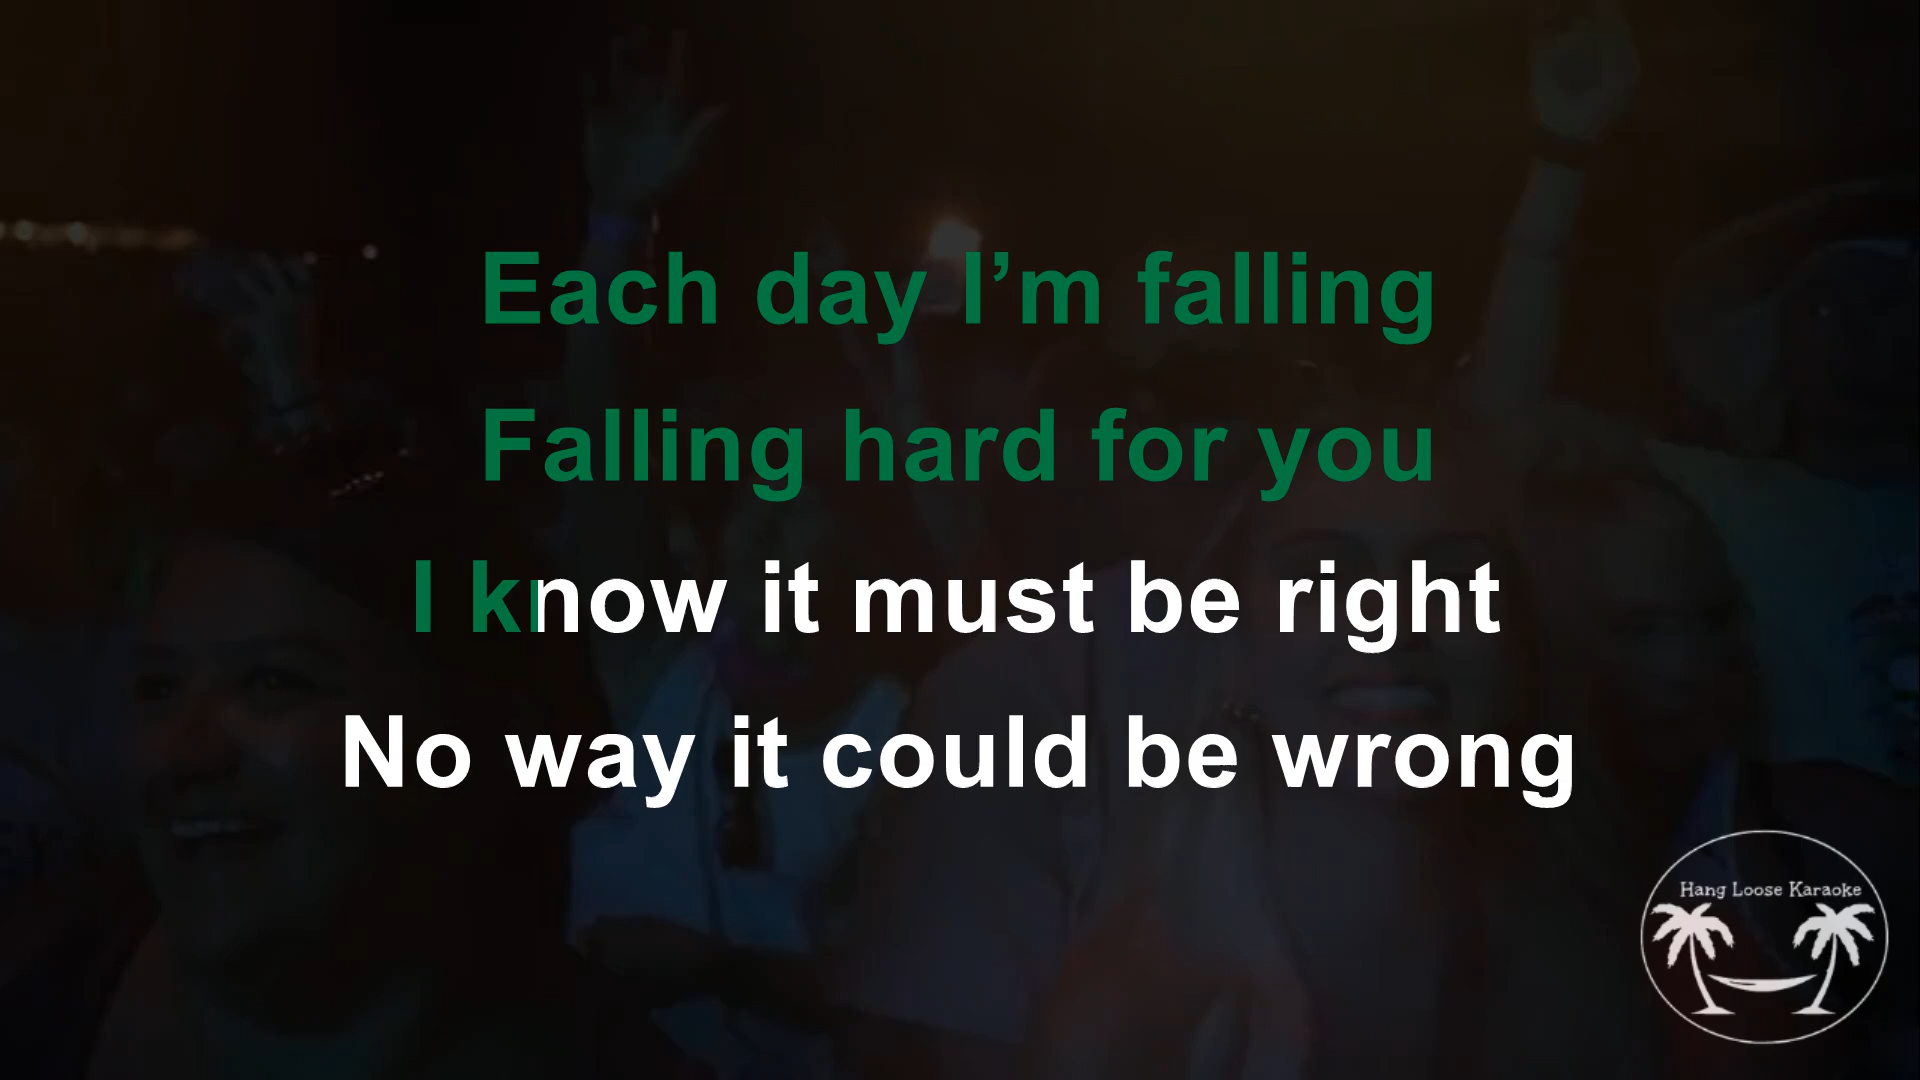 Each day I’m falling
Falling hard for you
I know it must be right
No way it could be wrong
Hang Loose Karaoke